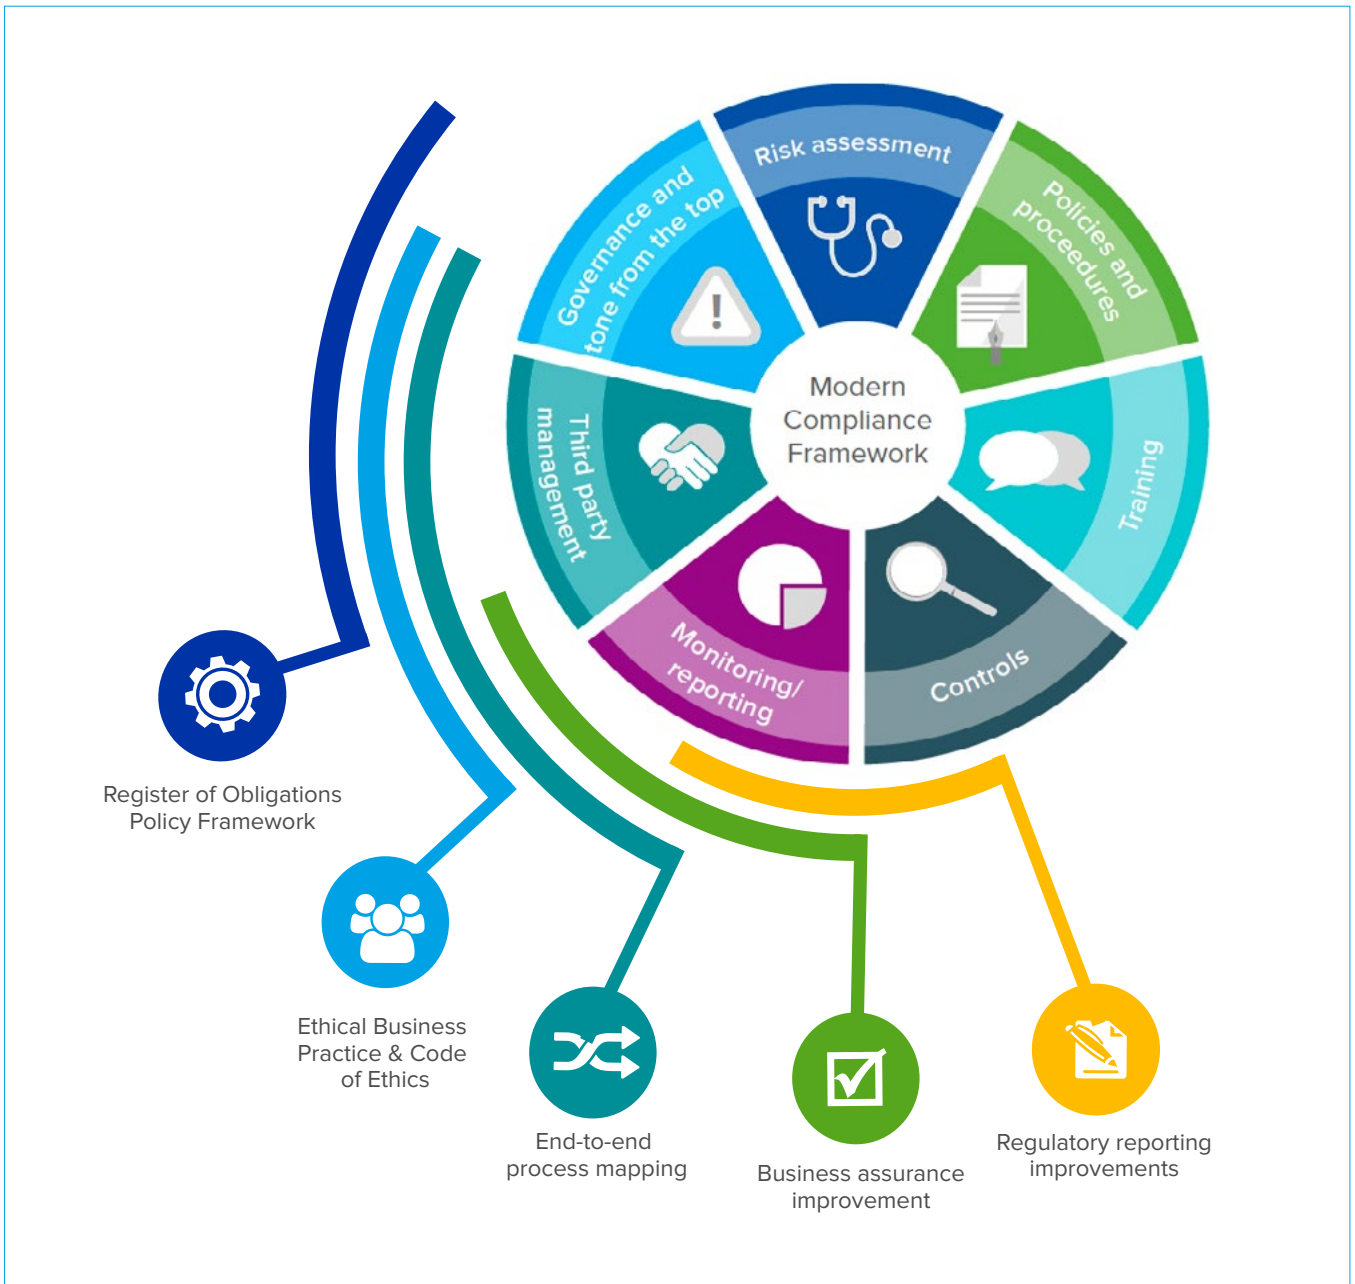 Risk assessment
Policies and
proceedures
Training
Controls
Monitoring/
reporting
Third party
management
Governance and
tone from the top
Modern
Compliance
Framework
Register of Obligations
Policy Framework
Ethical Business
Practice & Code
of Ethics
End-to-end
process mapping
Business assurance
improvement
Regulatory reporting
improvements